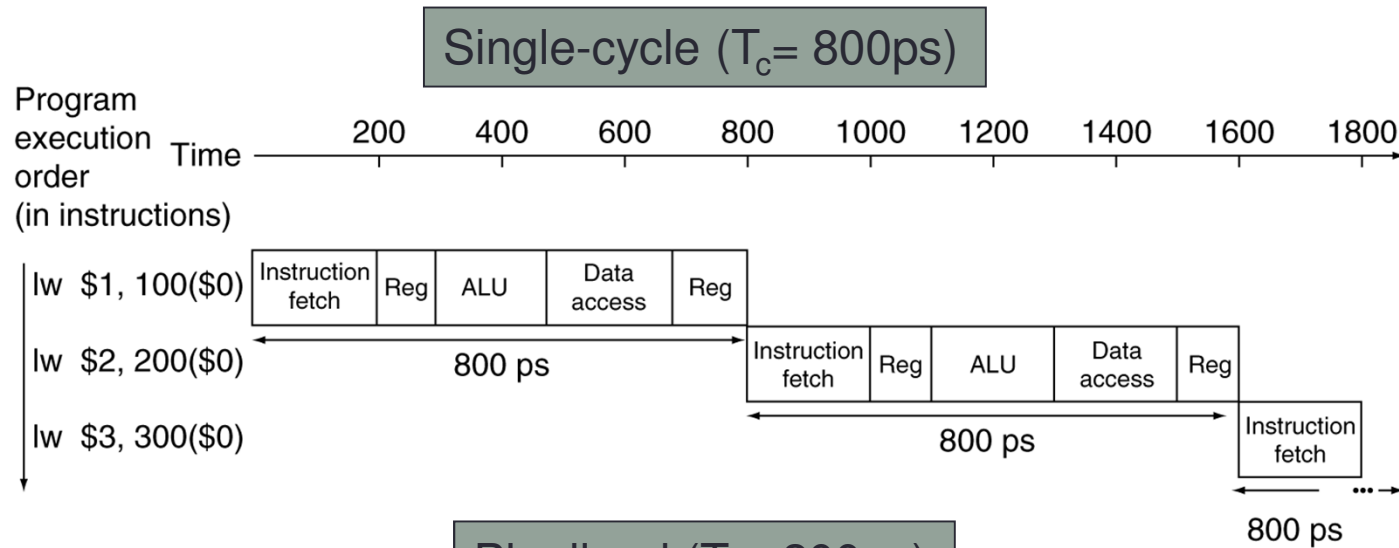 Single-cycle (Tc= 800ps)
Program
execution
order
(in instructions)
Time
200 400 600 800 1000 1200 1400 1600 1800
lw $1, 100($0)
Instruction
fetch
Reg
ALU
Data
access
Reg
800 ps
lw $2, 200($0)
Instruction
fetch
Reg
ALU
Data
access
Reg
800 ps
lw $3, 300($0)
Instruction
fetch
...
800 ps